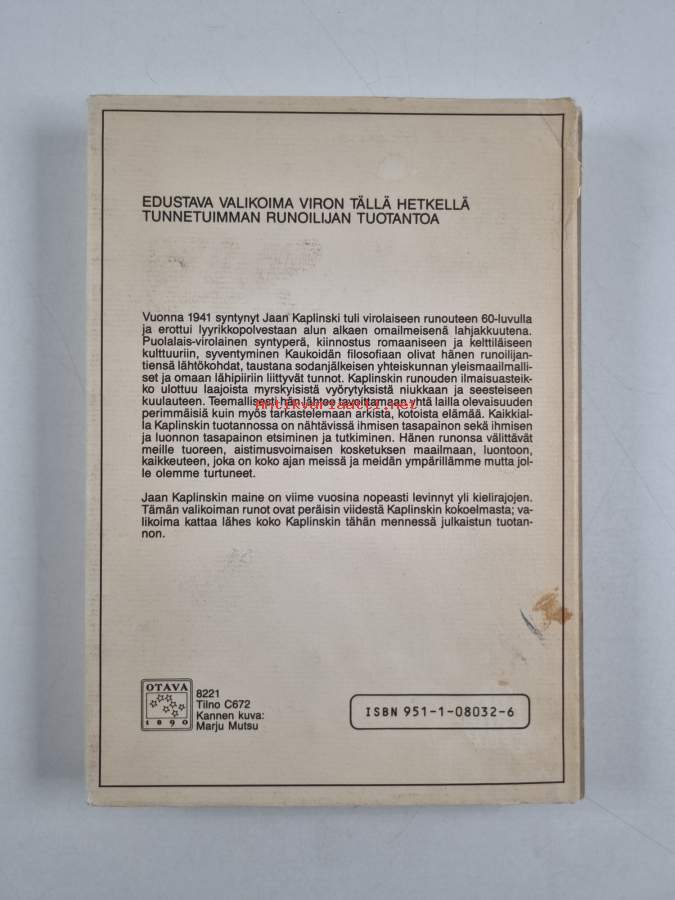 EDUSTAVA VALIKOIMA VIRON TÄLLÄ HETKELLÄ
TUNNETUIMMAN RUNOILIJAN TUOTANTOA
Vuonna 1941 syntynyt Jaan Kaplinski tuli virolaiseen runouteen 60-luvulla
ja erottui lyyrikkopolvestaan alun alkaen omailmeisenä lahjakkuutena.
Puolalais-virolainen syntyperä, kiinnostus romaaniseen ja kelttiläiseen
kulttuuriin, syventyminen Kaukoidän filosofiaan olivat hänen runoilijan-
tiensä lähtökohdat, taustana sodanjälkeisen yhteiskunnan yleismaailmalli-
set ja omaan lähipiiriin liittyvät tunnot. Kaplinskin runouden ilmaisuasteik-
ko ulottuu laajoista myrskyisistä vyörytyksistä niukkaan ja seesteiseen
kuulauteen. Teemallisesti hän lähtee tavoittamaan yhtä lailla olevaisuuden
perimmäisiä kuin myös tarkastelemaan arkista, kotoista elämää. Kaikkial-
la Kaplinskin tuotannossa on nähtävissä ihmisen tasapainon sekä ihmisen
ja luonnon tasapainon etsiminen ja tutkiminen. Hänen runonsa välittävät
meille tuoreen, aistimusvoimaisen kosketuksen maailmaan, luontoon,
kaikkeuteen, joka on koko ajan meissä ja meidän ympärillämme mutta jol-
le olemme turtuneet.
Jaan Kaplinskin maine on viime vuosina nopeasti levinnyt yli kielirajojen.
Tämän valikoiman runot ovat peräisin viidestä Kaplinskin kokoelmasta; va-
likoima kattaa lähes koko Kaplinskin tähän mennessä julkaistun tuotan-
non.
Antikvariaatti.net
OTAVA
1890
8221
Tilno C672
Kannen kuva:
Marju Mutsu
ISBN 951-1-08032-6